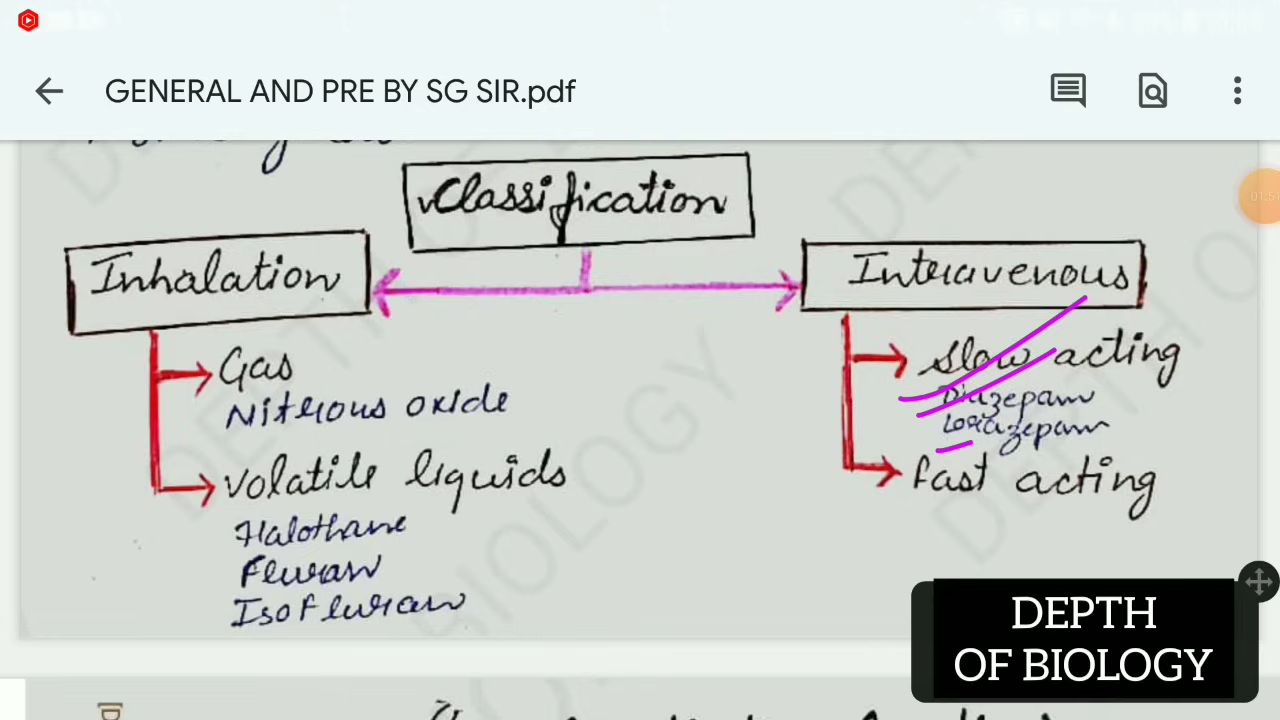 GENERAL AND PRE BY SG SIR.pdf
Classification
Inhalation
Intravenous
Gas
Nitrous oxide
Slow acting
Diazepam
Lorazepam
Volatile liquids
Fast acting
Halothane
Fluran
Isofluran
DEPTH
OF BIOLOGY